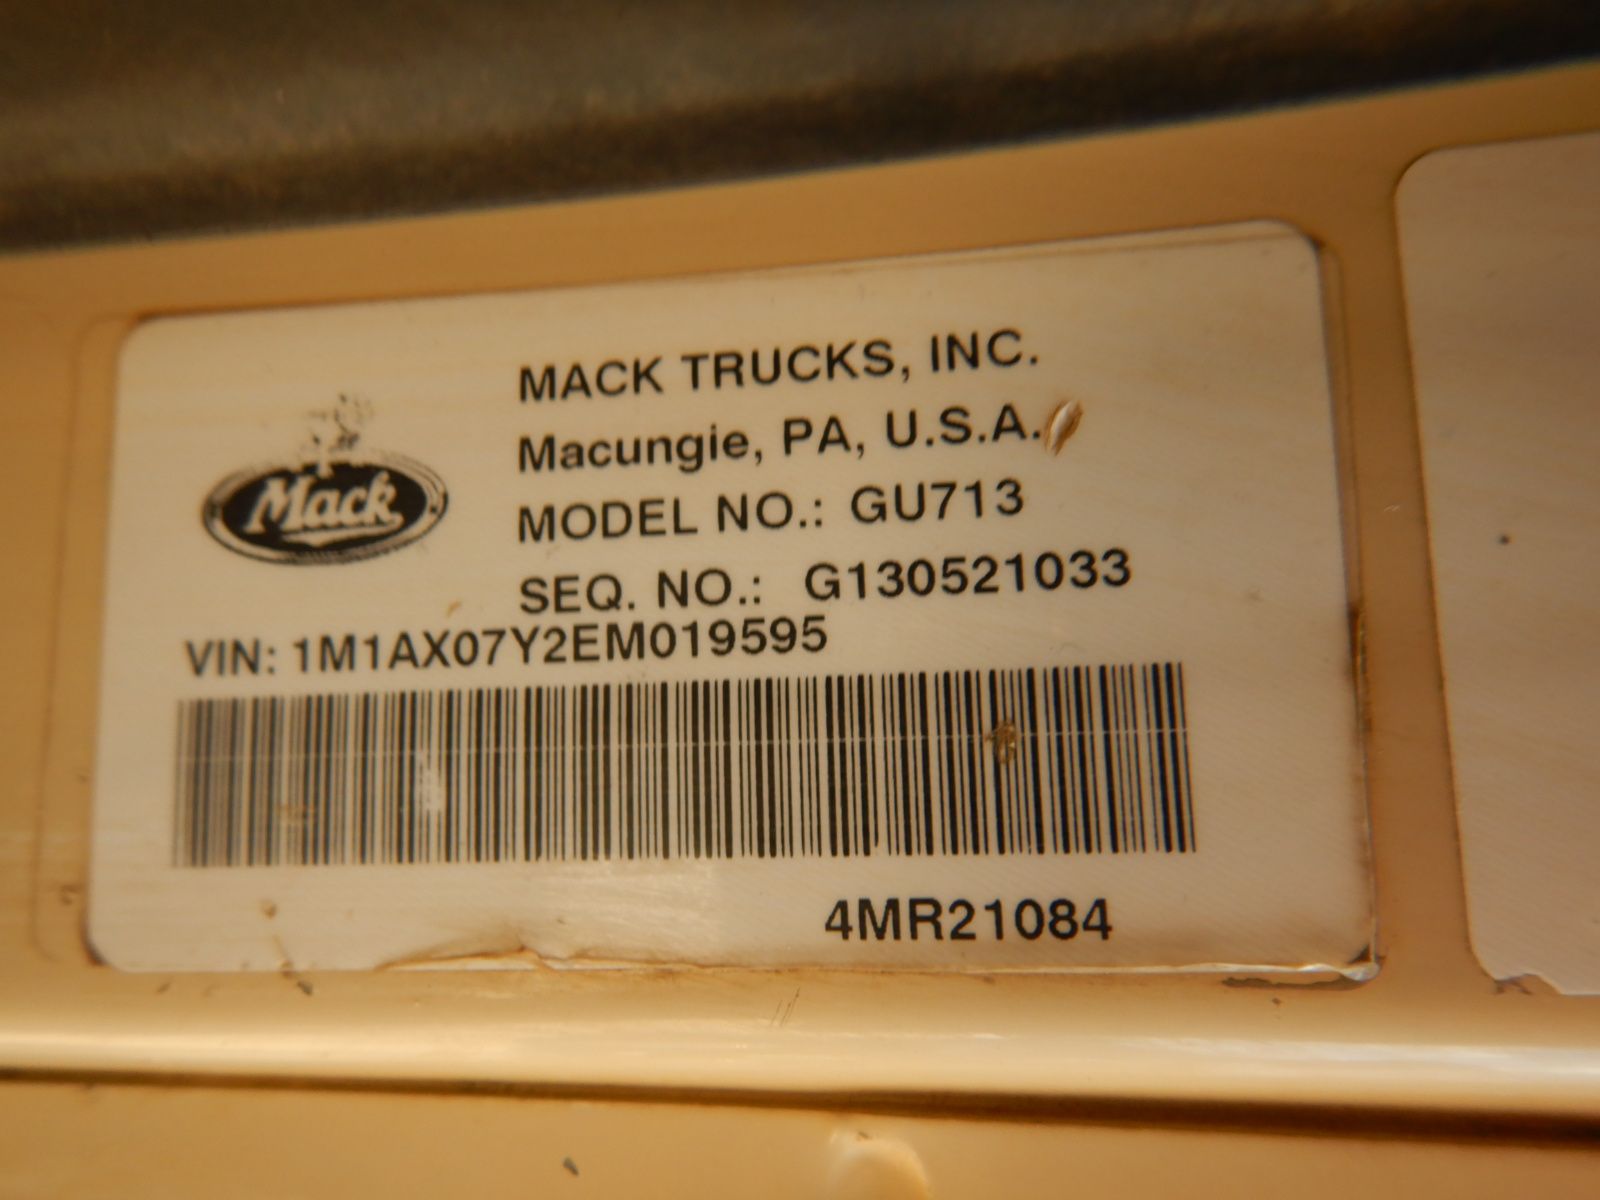 MACK TRUCKS, INC.
Macungie, PA, U.S.A.
Mack
MODEL NO.: GU713
SEQ. NO.: G130521033
VIN: 1M1AX07Y2EM019595
4MR21084